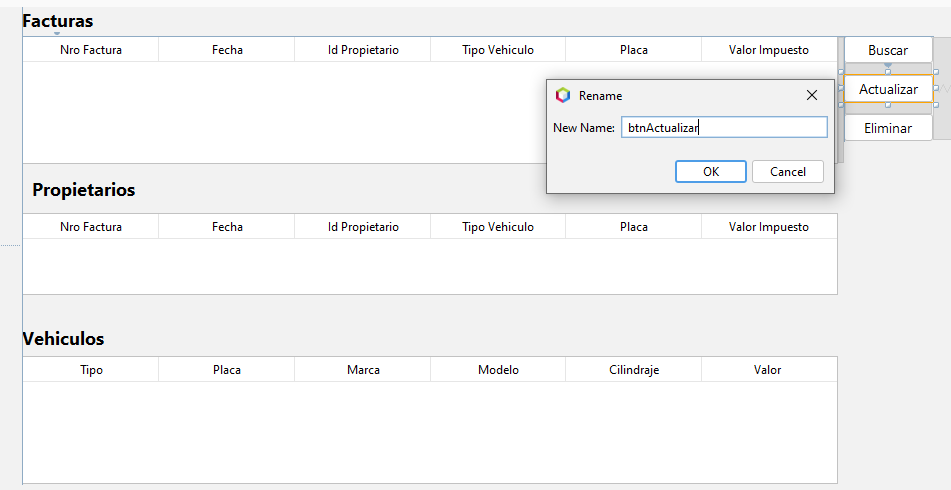 Facturas
Nro Factura Fecha Id Propietario Tipo Vehiculo Placa Valor Impuesto
Buscar
Actualizar
Eliminar
Rename
New Name: btnActualizar
OK Cancel
Propietarios
Nro Factura Fecha Id Propietario Tipo Vehiculo Placa Valor Impuesto
Vehiculos
Tipo Placa Marca Modelo Cilindraje Valor